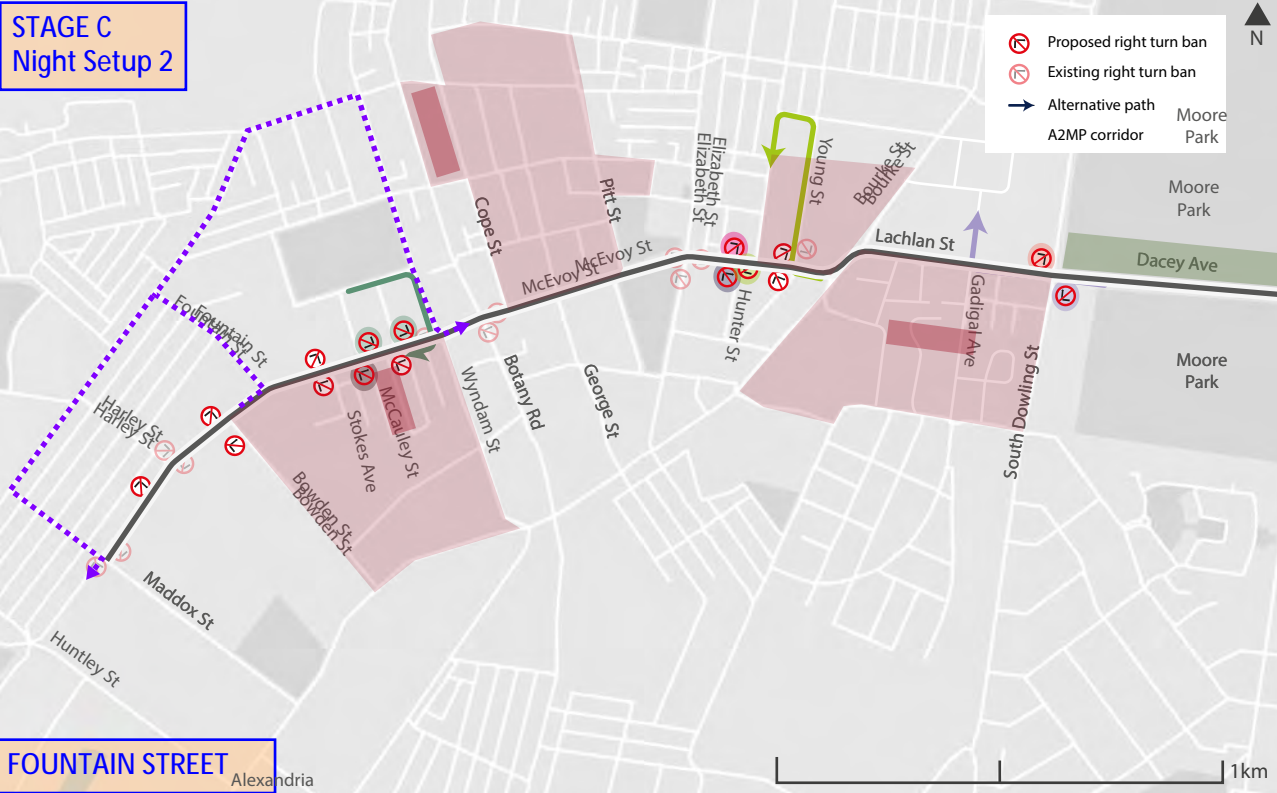 STAGE C
Night Setup 2
N
Proposed right turn ban
Existing right turn ban
Alternative path
A2MP corridor
Moore
Park
Moore
Park
Elizabeth St
Elizabeth St
Young St
Bourke St
Bourke St
Cope St
Pitt St
McEvoy St
McEvoy St
Lachlan St
Dacey Ave
Hunter St
Gadigal Ave
South Dowling St
Moore
Park
Fountain St
Fountain St
Harley St
Harley St
Stokes Ave
McCauley St
Wyndam St
Botany Rd
George St
Bowden St
Bowden St
Maddox St
Huntley St
FOUNTAIN STREET
Alexandria
1km